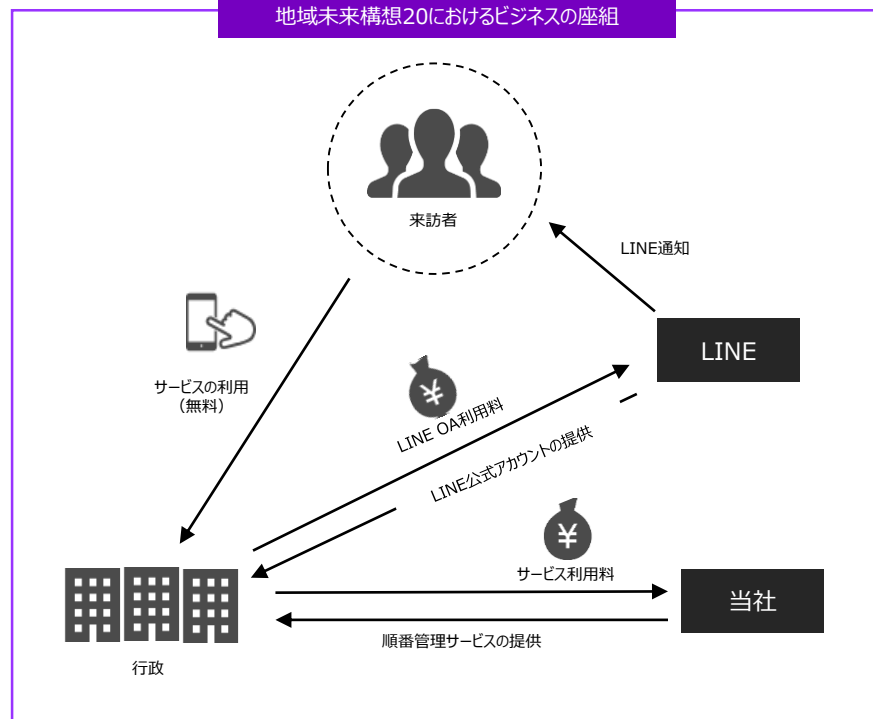 地域未来構想20におけるビジネスの座組
来訪者
LINE通知
LINE
サービスの利用
（無料）
¥
LINE OA利用料
LINE公式アカウントの提供
¥
サービス利用料
当社
順番管理サービスの提供
行政